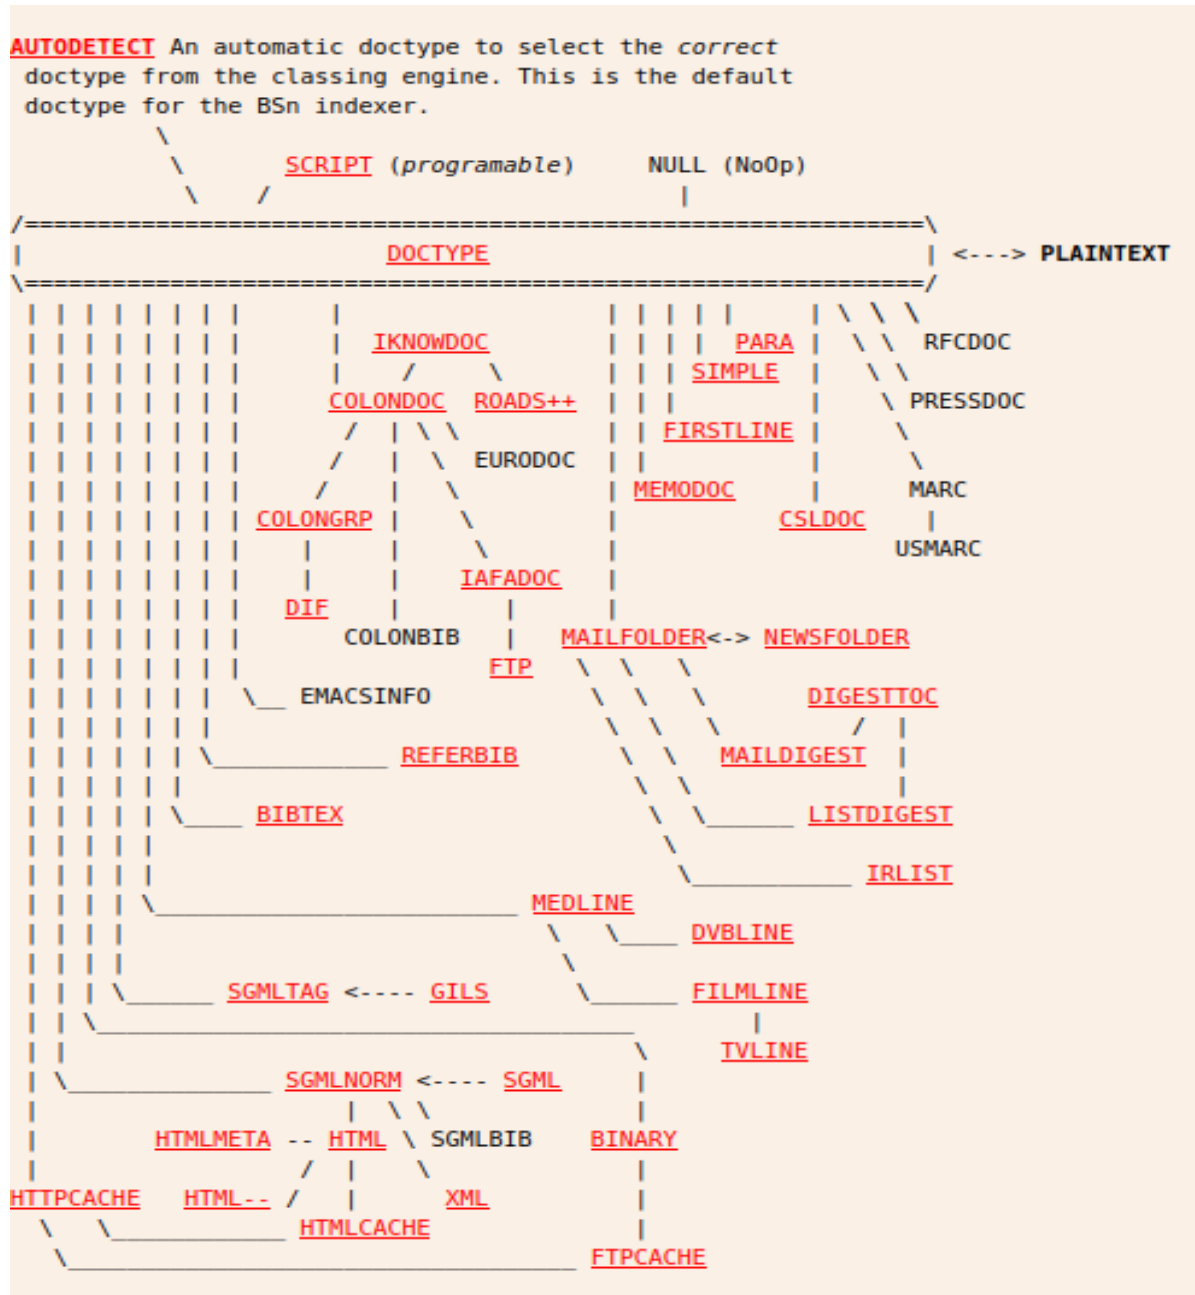 AUTODETECT An automatic doctype to select the correct
doctype from the classing engine. This is the default
doctype for the BSn indexer.
SCRIPT (programable) NULL (NoOp)
DOCTYPE <---> PLAINTEXT
IKNOWDOC PARA RFCDOC
SIMPLE
COLONDOC ROADS++ PRESSDOC
FIRSTLINE
EURODOC
MEMODOC MARC
COLONGRP CSLDOC
USMARC
IAFADOC
DIF
COLONBIB MAILFOLDER<-> NEWSFOLDER
FTP
EMACSINFO DIGESTTOC
REFERBIB MAILDIGEST
BIBTEX LISTDIGEST
IRLIST
MEDLINE
DVBLINE
SGMLTAG <---- GILS FILMLINE
TVLINE
SGMLNORM <---- SGML
HTMLMETA -- HTML SGMLBIB BINARY
HTTPCACHE HTML-- XML
HTMLCACHE
FTPCACHE